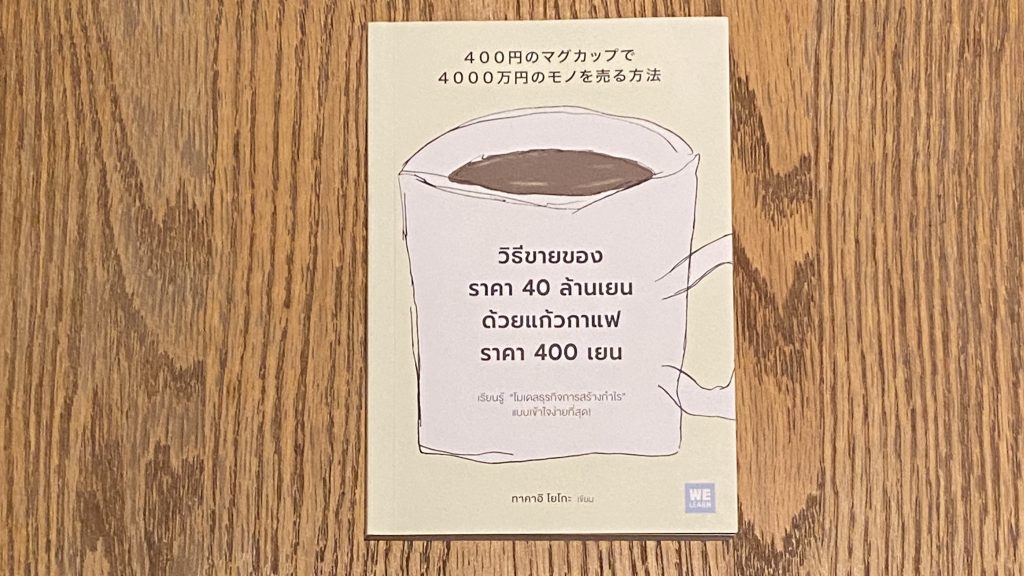 400円のマグカップで
4000万円のモノを売る方法
วิธีขายของ
ราคา 40 ล้านเยน
ด้วยแก้วกาแฟ
ราคา 400 เยน
เรียนรู้ "โมเดลธุรกิจการสร้างกำไร"
แบบเข้าใจง่ายที่สุด!
ทาคาอิ โยโกะ เขียน
WE
LEARN